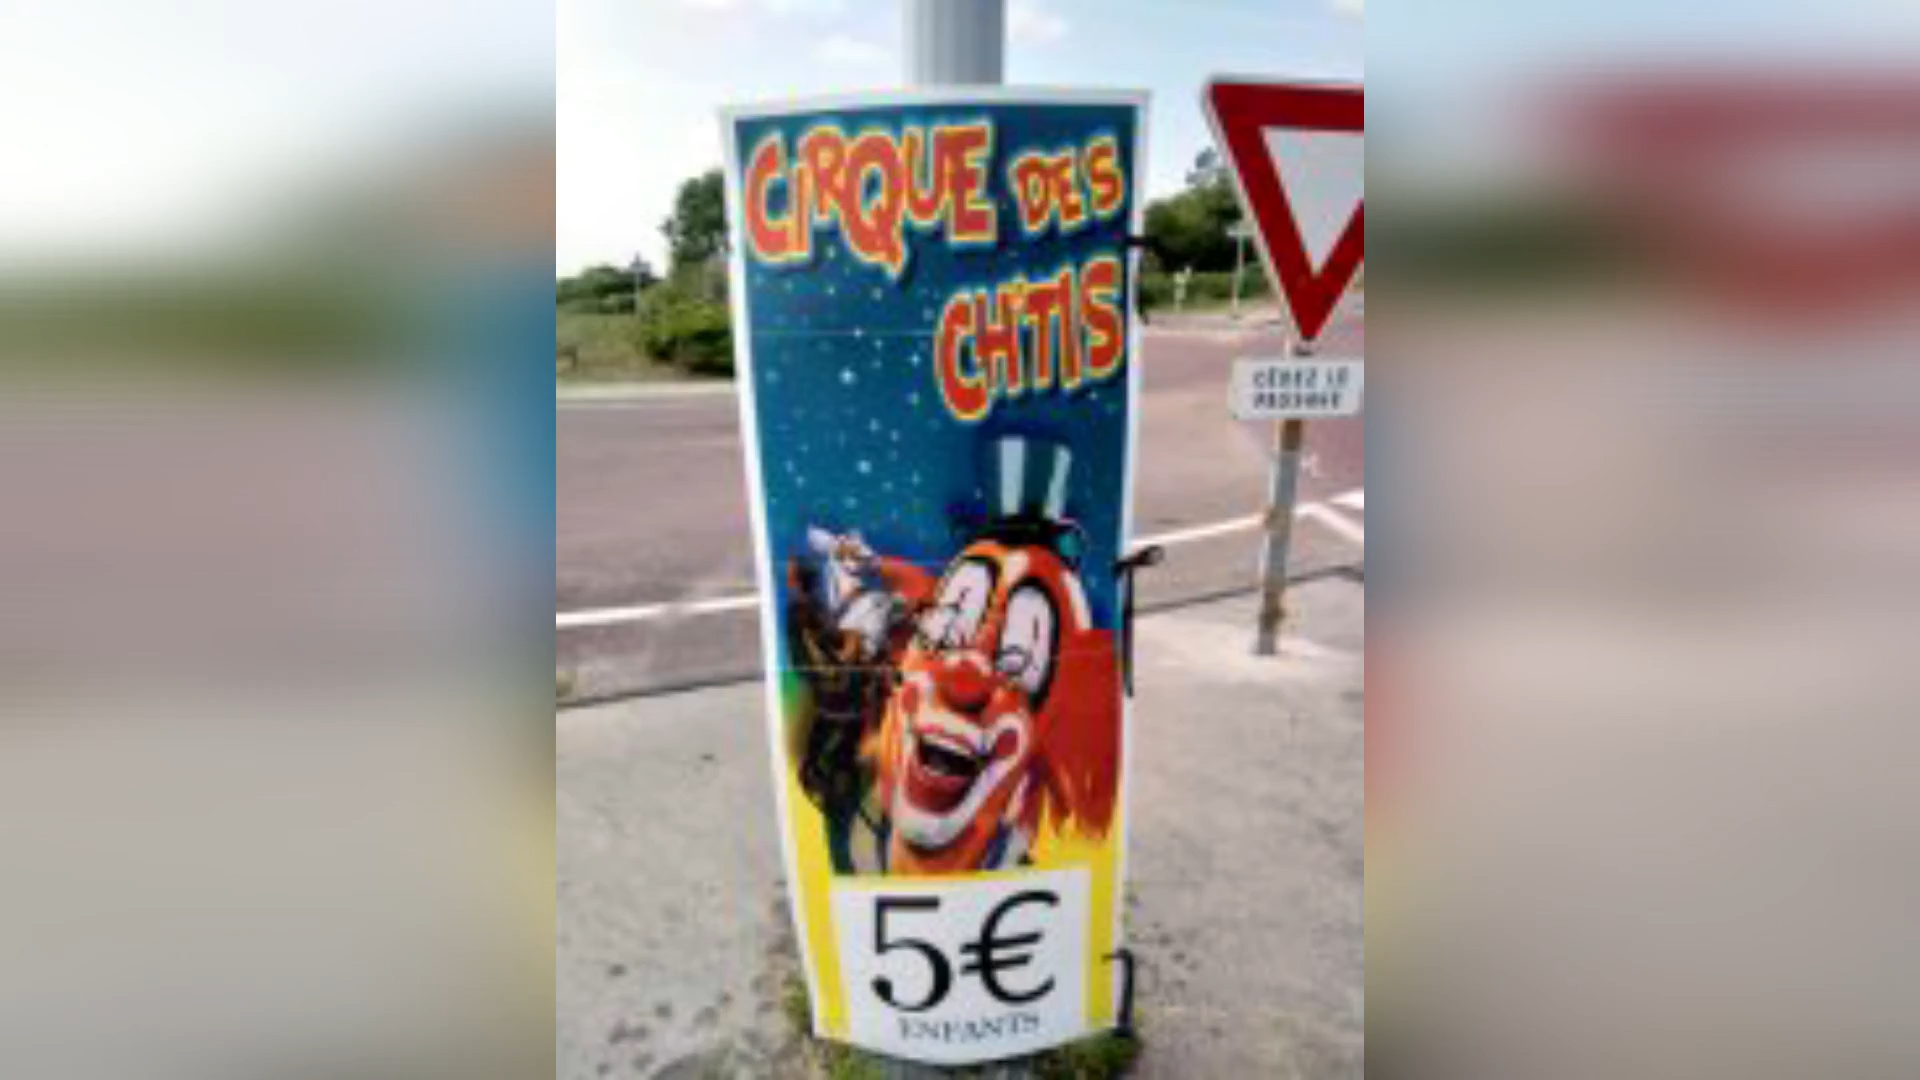 CIRQUE DES
CH'TIS
5€
ENFANTS
CÉDEZ LE
PASSAGE